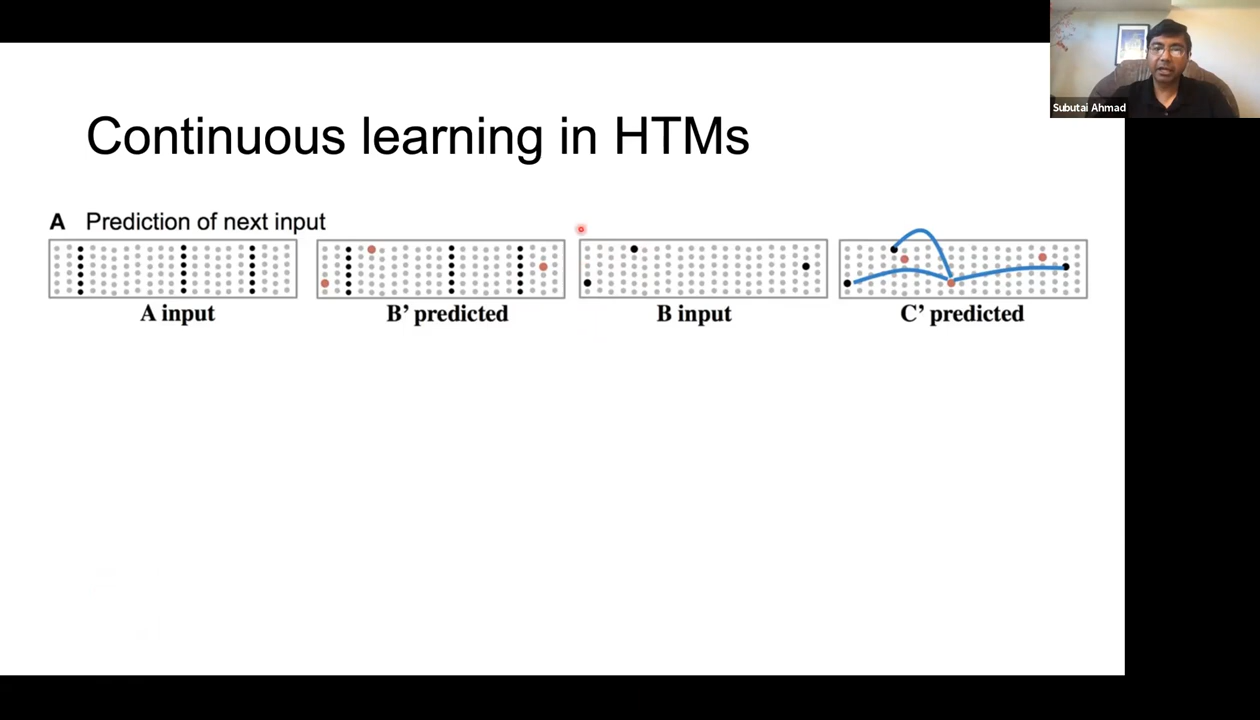 Subutai Ahmad
Continuous learning in HTMs
A Prediction of next input
A input
B’ predicted
B input
C’ predicted